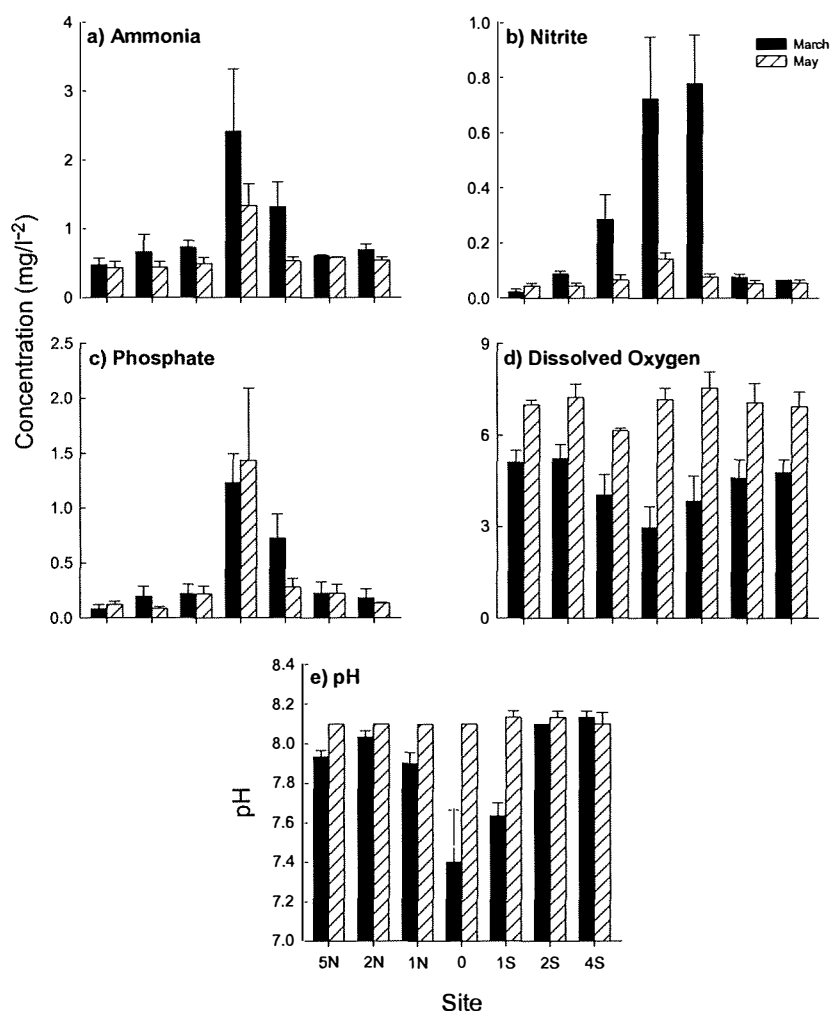 a) Ammonia
4
3
2
1
0
b) Nitrite
1.0
0.8
0.6
0.4
0.2
0.0
March
May
Concentration (mg/l-2)
c) Phosphate
2.5
2.0
1.5
1.0
0.5
0.0
d) Dissolved Oxygen
9
6
3
0
e) pH
8.4
8.2
8.0
7.8
7.6
7.4
7.2
7.0
pH
5N 2N 1N 0 1S 2S 4S
Site